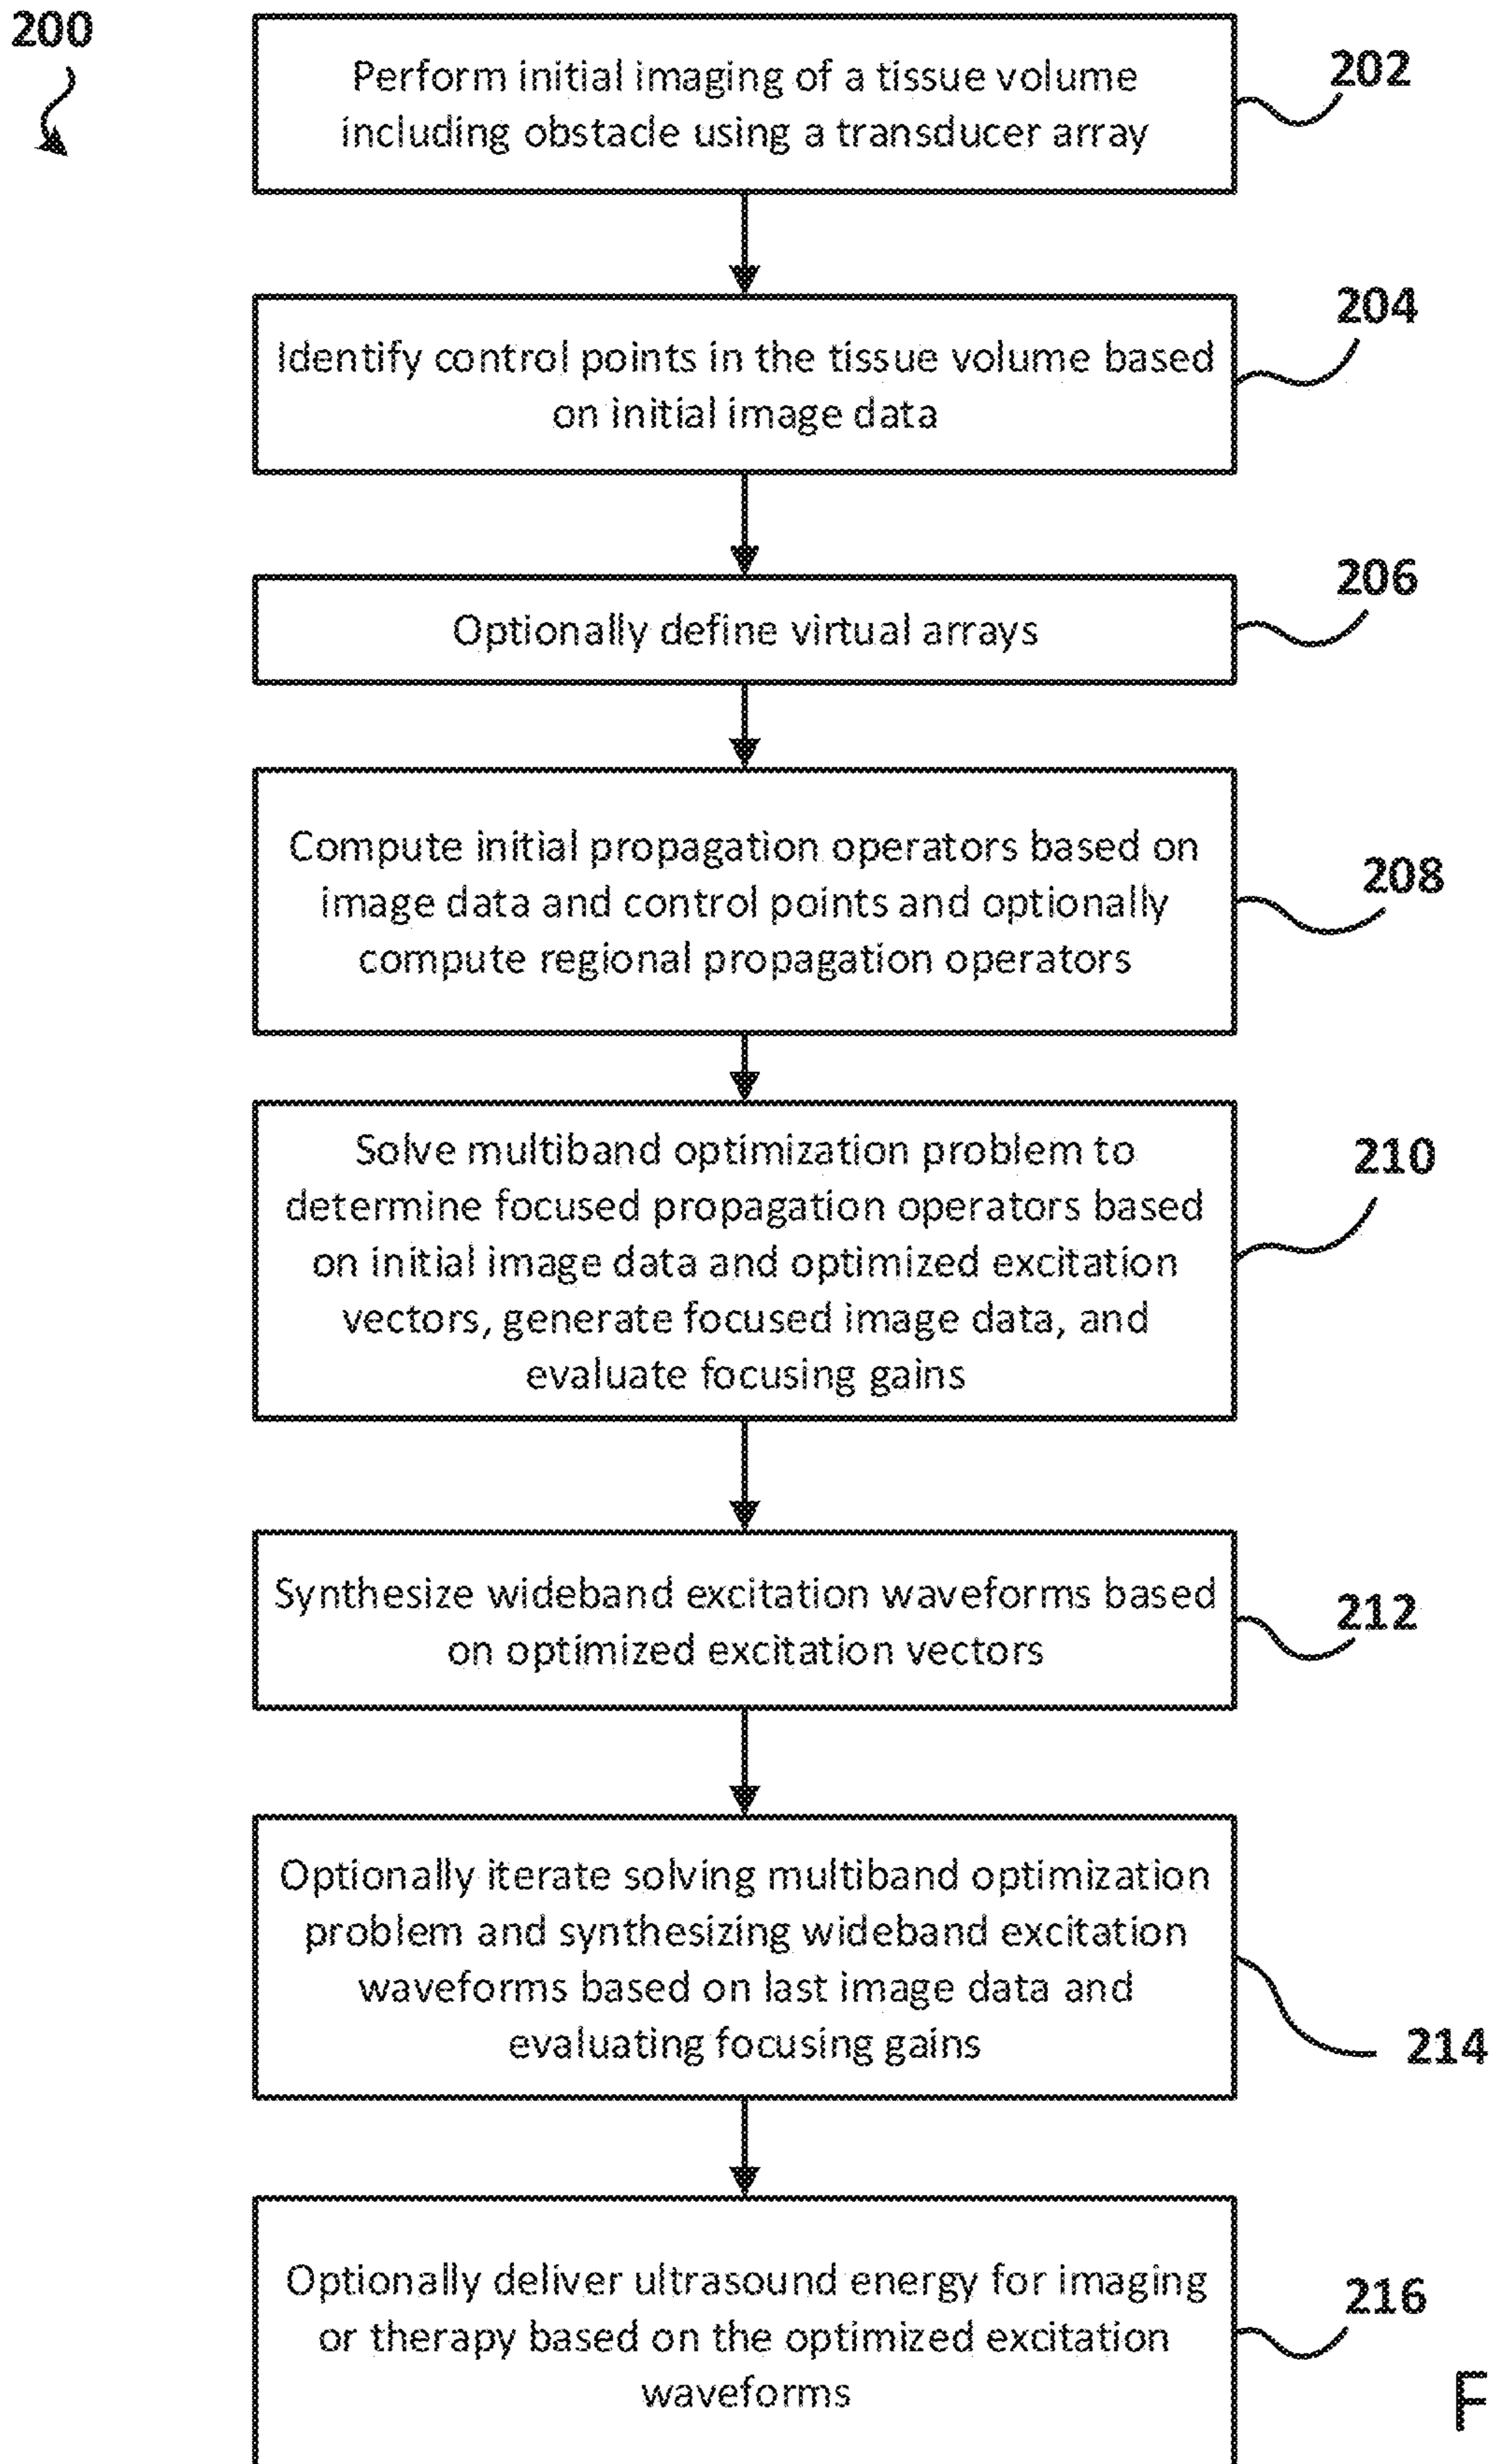 200
Perform initial imaging of a tissue volume
including obstacle using a transducer array
202
Identify control points in the tissue volume based
on initial image data
204
Optionally define virtual arrays
206
Compute initial propagation operators based on
image data and control points and optionally
compute regional propagation operators
208
Solve multiband optimization problem to
determine focused propagation operators based
on initial image data and optimized excitation
vectors, generate focused image data, and
evaluate focusing gains
210
Synthesize wideband excitation waveforms based
on optimized excitation vectors
212
Optionally iterate solving multiband optimization
problem and synthesizing wideband excitation
waveforms based on last image data and
evaluating focusing gains
214
Optionally deliver ultrasound energy for imaging
or therapy based on the optimized excitation
waveforms
216
F